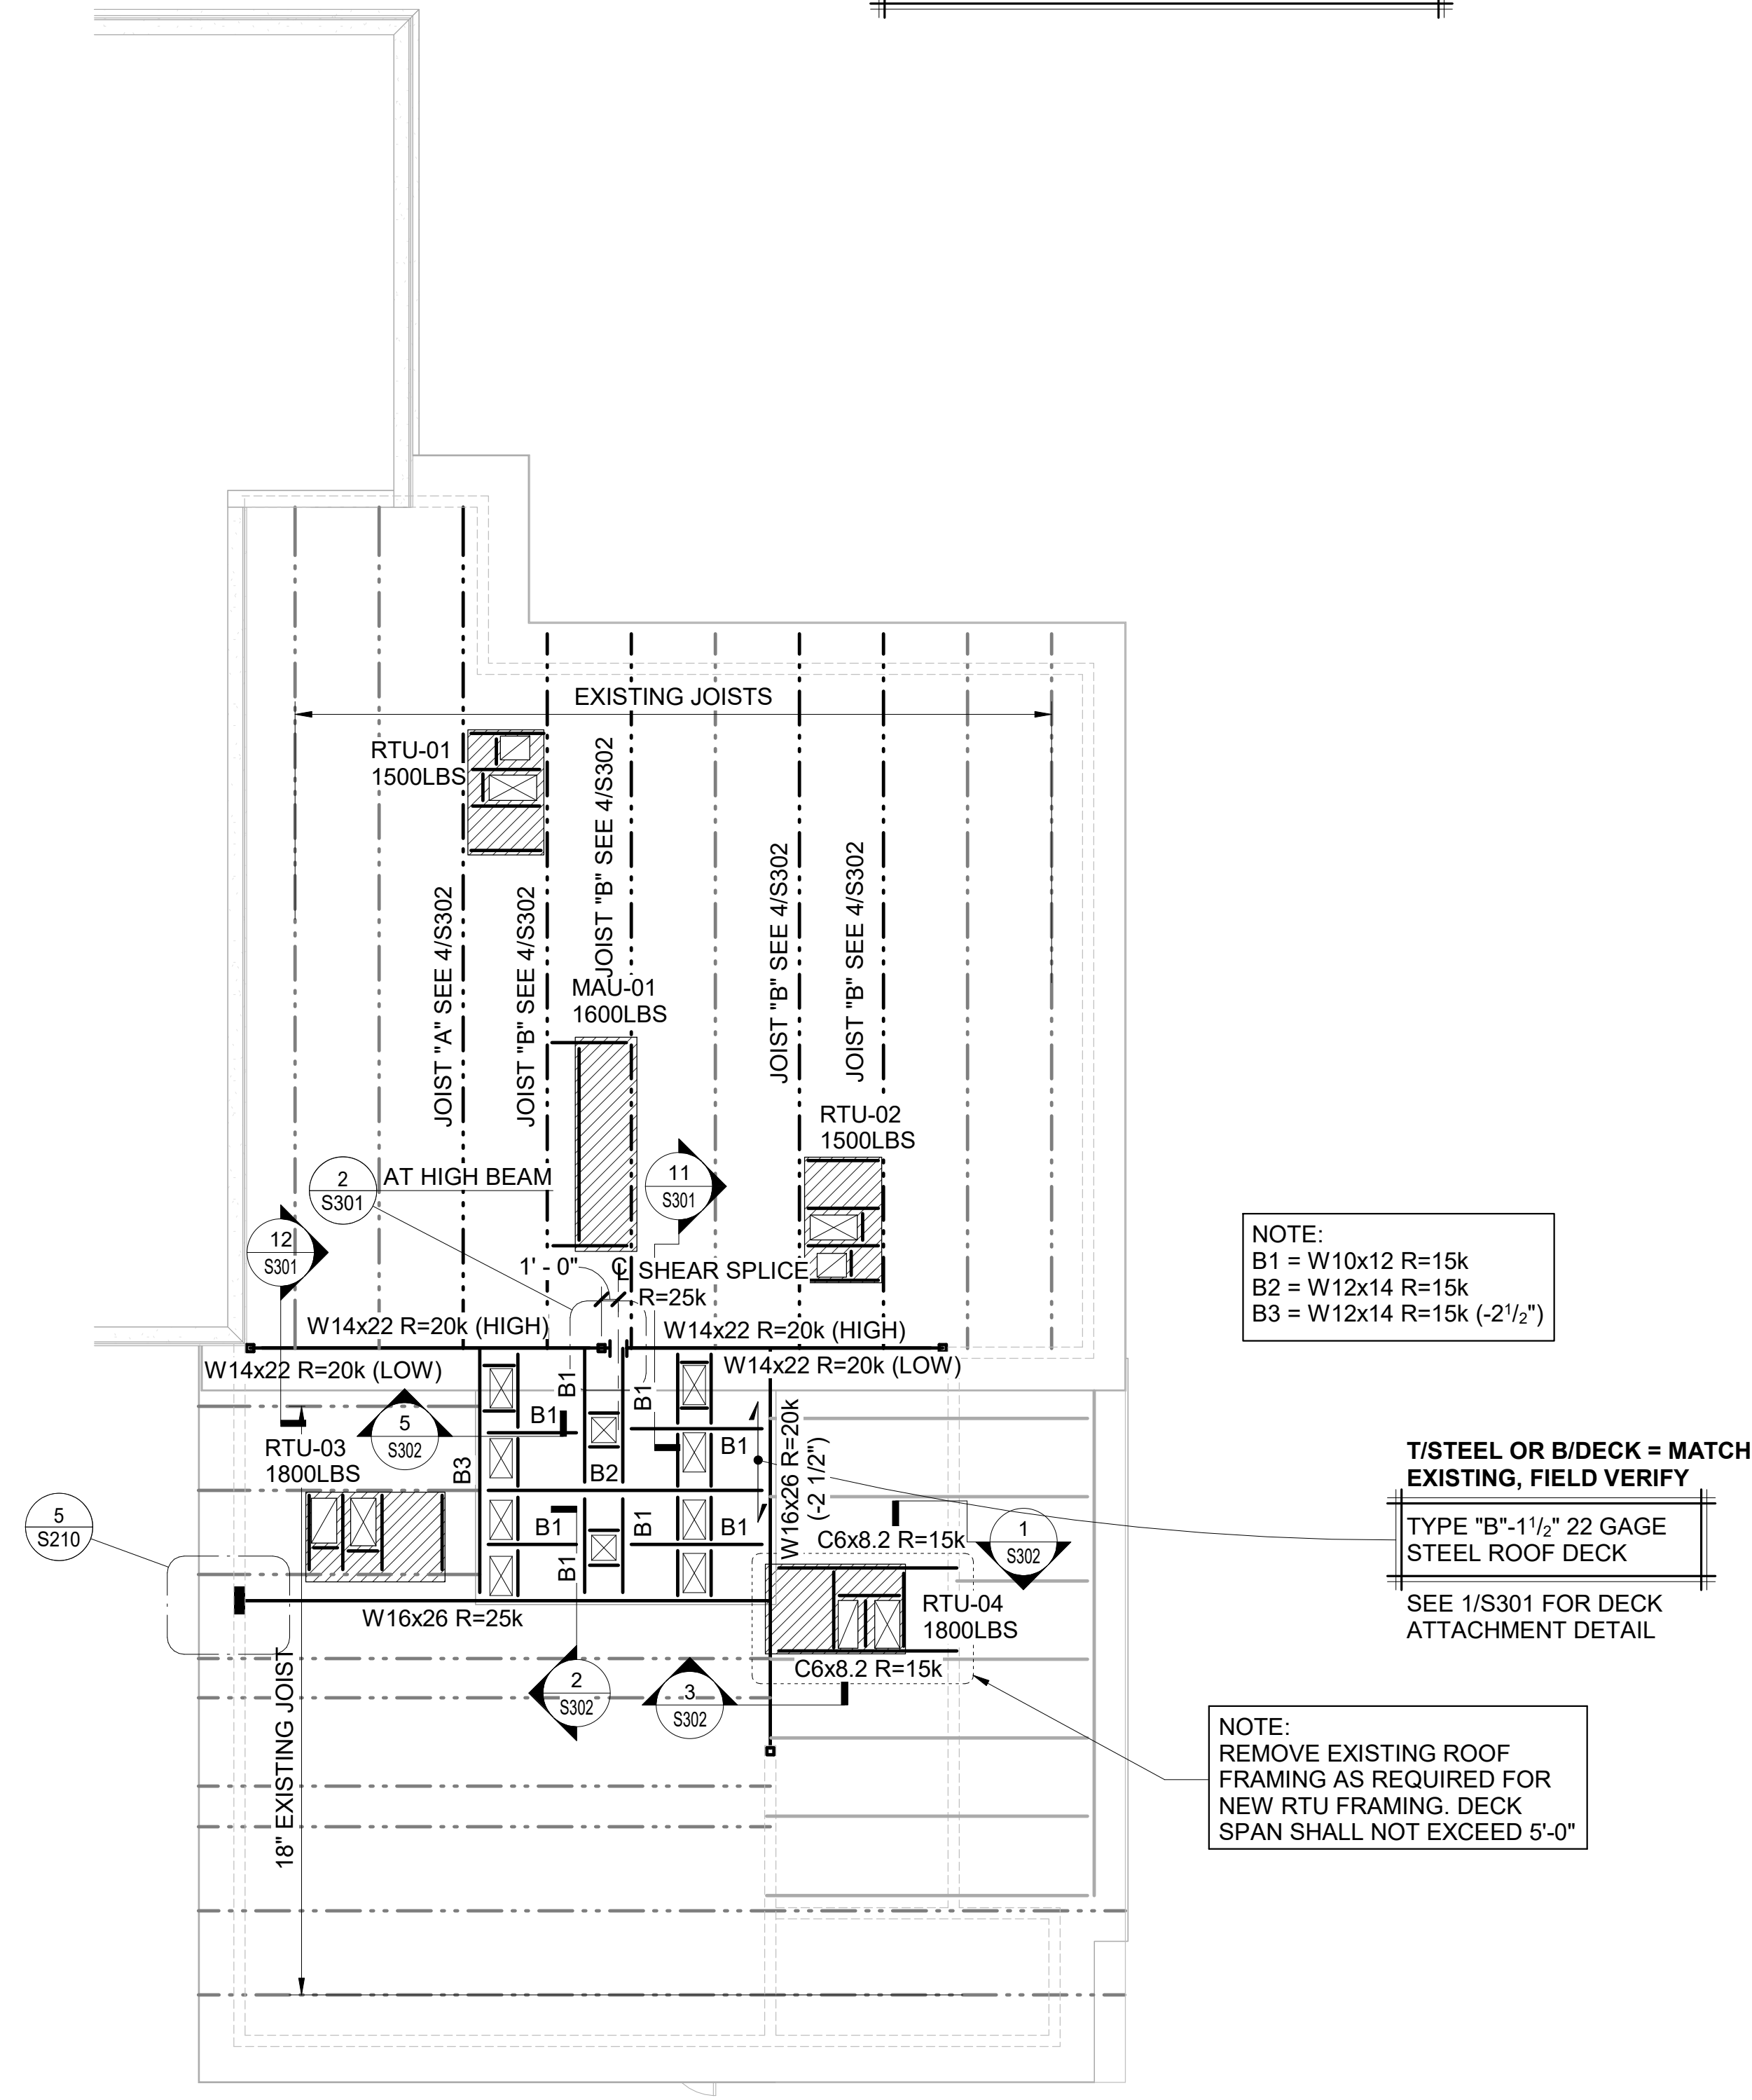 EXISTING JOISTS
RTU-01
1500LBS
JOIST "B" SEE 4/S302
JOIST "A" SEE 4/S302
JOIST "B" SEE 4/S302
JOIST "B" SEE 4/S302
JOIST "B" SEE 4/S302
MAU-01
1600LBS
RTU-02
1500LBS
2
S301
AT HIGH BEAM
11
S301
12
S301
1' - 0"
℄ SHEAR SPLICE
R=25k
NOTE:
B1 = W10x12 R=15k
B2 = W12x14 R=15k
B3 = W12x14 R=15k (-2 1/2")
W14x22 R=20k (HIGH)
W14x22 R=20k (HIGH)
W14x22 R=20k (LOW)
W14x22 R=20k (LOW)
B1
B1
B1
B1
5
S302
RTU-03
1800LBS
B3
B2
W16x26 R=20k
(-2 1/2")
T/STEEL OR B/DECK = MATCH
EXISTING, FIELD VERIFY
TYPE "B"-1 1/2" 22 GAGE
STEEL ROOF DECK
SEE 1/S301 FOR DECK
ATTACHMENT DETAIL
5
S210
B1
B1
B1
B1
C6x8.2 R=15k
1
S302
W16x26 R=25k
RTU-04
1800LBS
C6x8.2 R=15k
2
S302
3
S302
18" EXISTING JOIST
NOTE:
REMOVE EXISTING ROOF
FRAMING AS REQUIRED FOR
NEW RTU FRAMING. DECK
SPAN SHALL NOT EXCEED 5'-0"